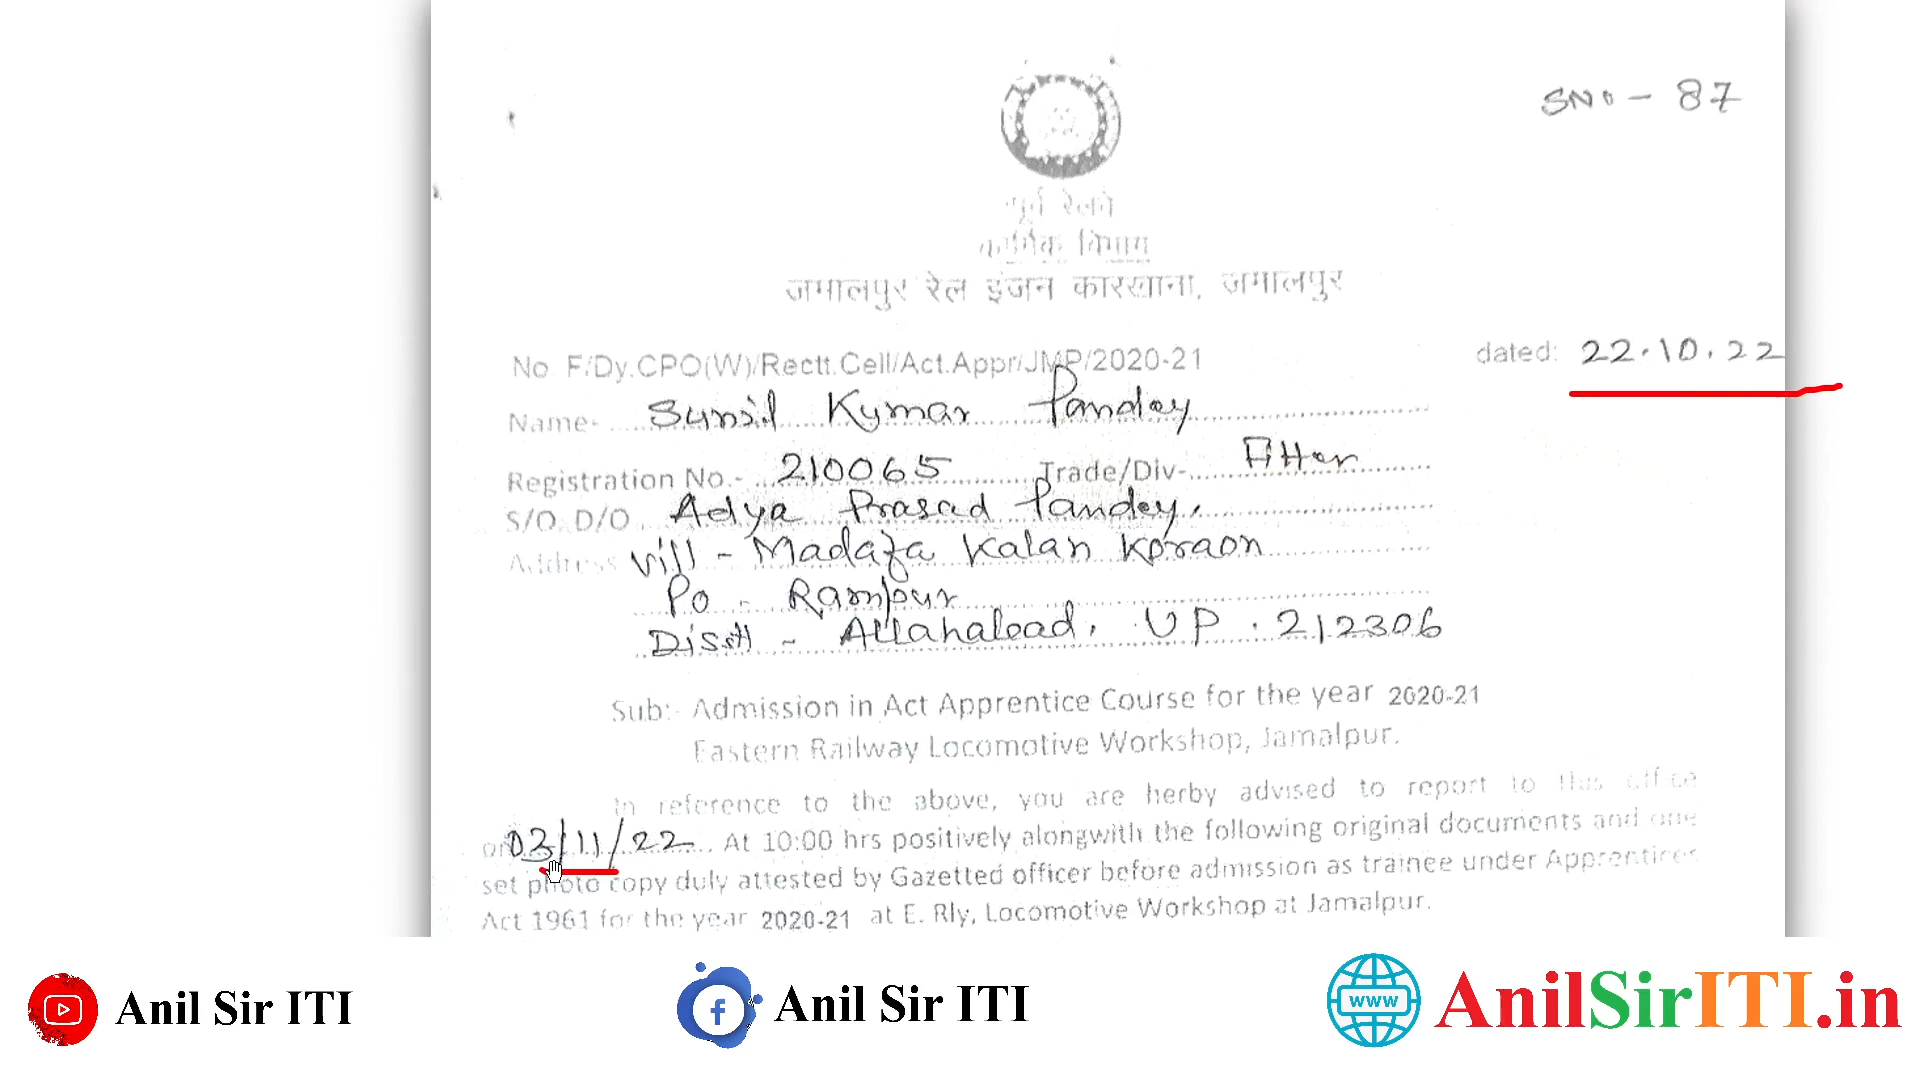 SNo - 87
पूर्व रेलवे
कार्मिक विभाग
जमालपुर रेल इंजन कारखाना, जमालपुर
No F/Dy.CPO(W)/Rectt.Cell/Act.Appr/JMP/2020-21 dated: 22.10.22
Name- Sunil Kumar Pandey
Registration No.- 210065 Trade/Div- Fitter
S/O. D/O Adya Prasad Pandey,
Address Vill - Madafa Kalan Koraon
Po - Rampur
Distt - Allahabad, UP. 212306
Sub:- Admission in Act Apprentice Course for the year 2020-21
Eastern Railway Locomotive Workshop, Jamalpur.
In reference to the above, you are herby advised to report to this office
on 03/11/22 At 10:00 hrs positively alongwith the following original documents and one
set photo copy duly attested by Gazetted officer before admission as trainee under Apprentices
Act 1961 for the year 2020-21 at E. Rly, Locomotive Workshop at Jamalpur.
Anil Sir ITI
f Anil Sir ITI
www AnilSirITI.in